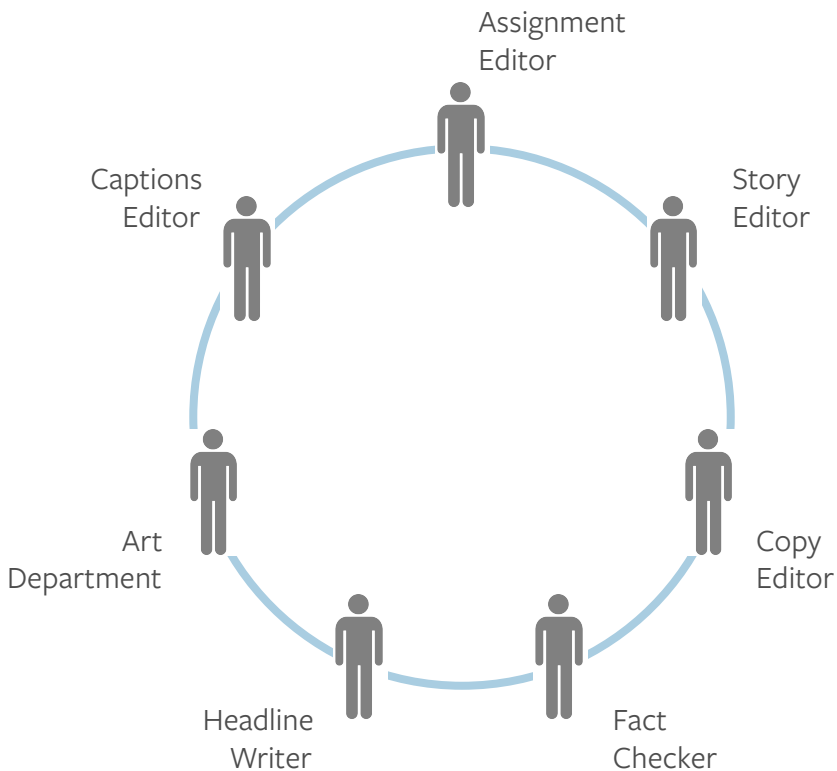 Assignment
Editor
Captions
Editor
Story
Editor
Art
Department
Copy
Editor
Headline
Writer
Fact
Checker